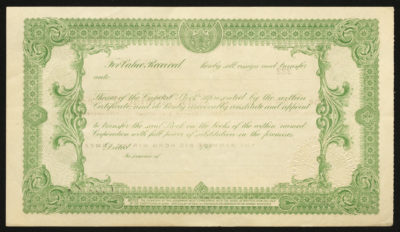 For Value Received hereby sell assign and transfer
unto
Shares of the Capital Stock represented by the within
Certificate, and do hereby irrevocably constitute and appoint
to transfer the said Stock on the books of the within named
Corporation with full power of substitution in the premises
Dated
In presence of